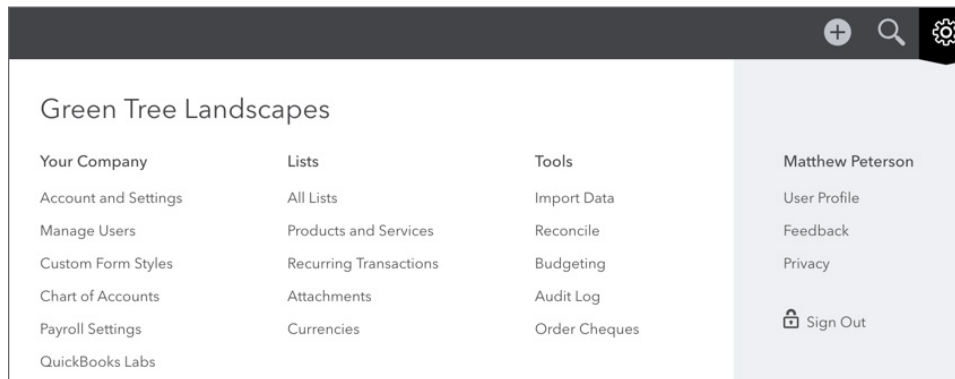 Green Tree Landscapes
Your Company
Account and Settings
Manage Users
Custom Form Styles
Chart of Accounts
Payroll Settings
QuickBooks Labs
Lists
All Lists
Products and Services
Recurring Transactions
Attachments
Currencies
Tools
Import Data
Reconcile
Budgeting
Audit Log
Order Cheques
Matthew Peterson
User Profile
Feedback
Privacy
Sign Out